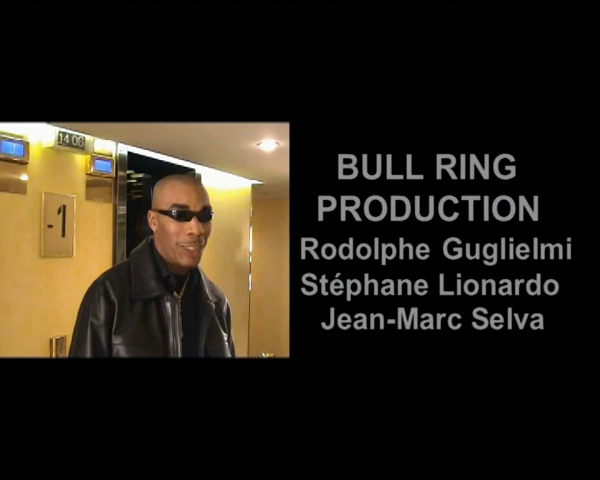 14 06
-1
BULL RING
PRODUCTION
Rodolphe Guglielmi
Stéphane Lionardo
Jean-Marc Selva